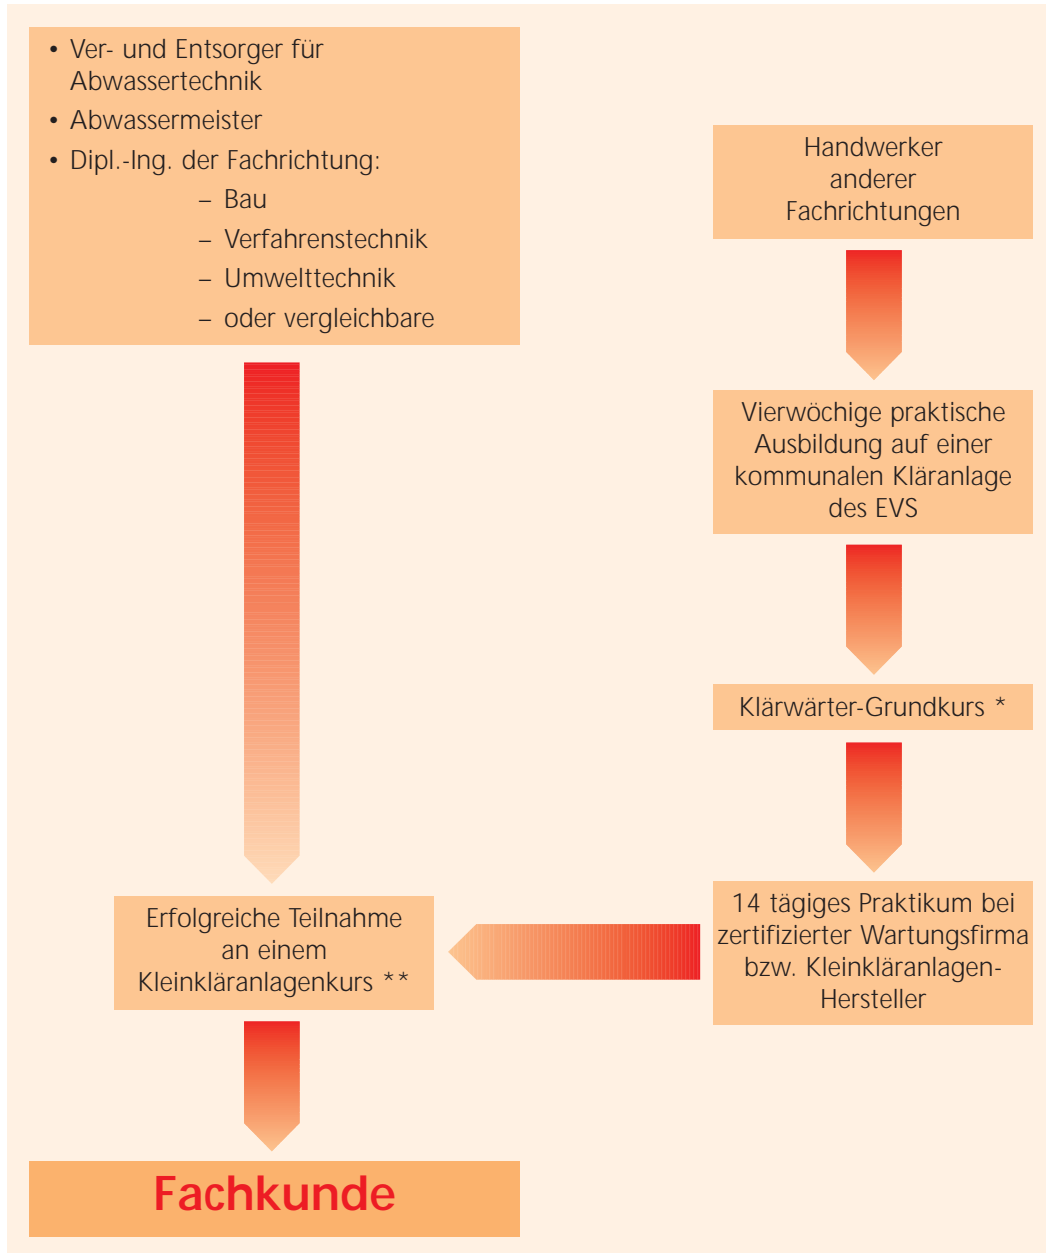 • Ver- und Entsorger für
Abwassertechnik
• Abwassermeister
• Dipl.-Ing. der Fachrichtung:
– Bau
– Verfahrenstechnik
– Umwelttechnik
– oder vergleichbare
Handwerker
anderer
Fachrichtungen
Vierwöchige praktische
Ausbildung auf einer
kommunalen Kläranlage
des EVS
Klärwärter-Grundkurs *
14 tägiges Praktikum bei
zertifizierter Wartungsfirma
bzw. Kleinkläranlagen-
Hersteller
Erfolgreiche Teilnahme
an einem
Kleinkläranlagenkurs **
Fachkunde